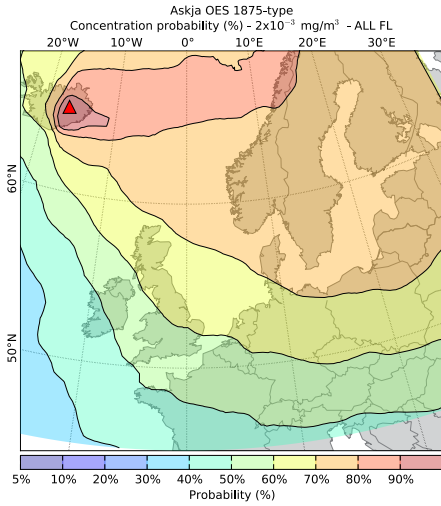 Askja OES 1875-type
Concentration probability (%) - 2x10⁻³ mg/m³ - ALL FL
20°W 10°W 0° 10°E 20°E 30°E
60°N
50°N
5% 10% 20% 30% 40% 50% 60% 70% 80% 90%
Probability (%)